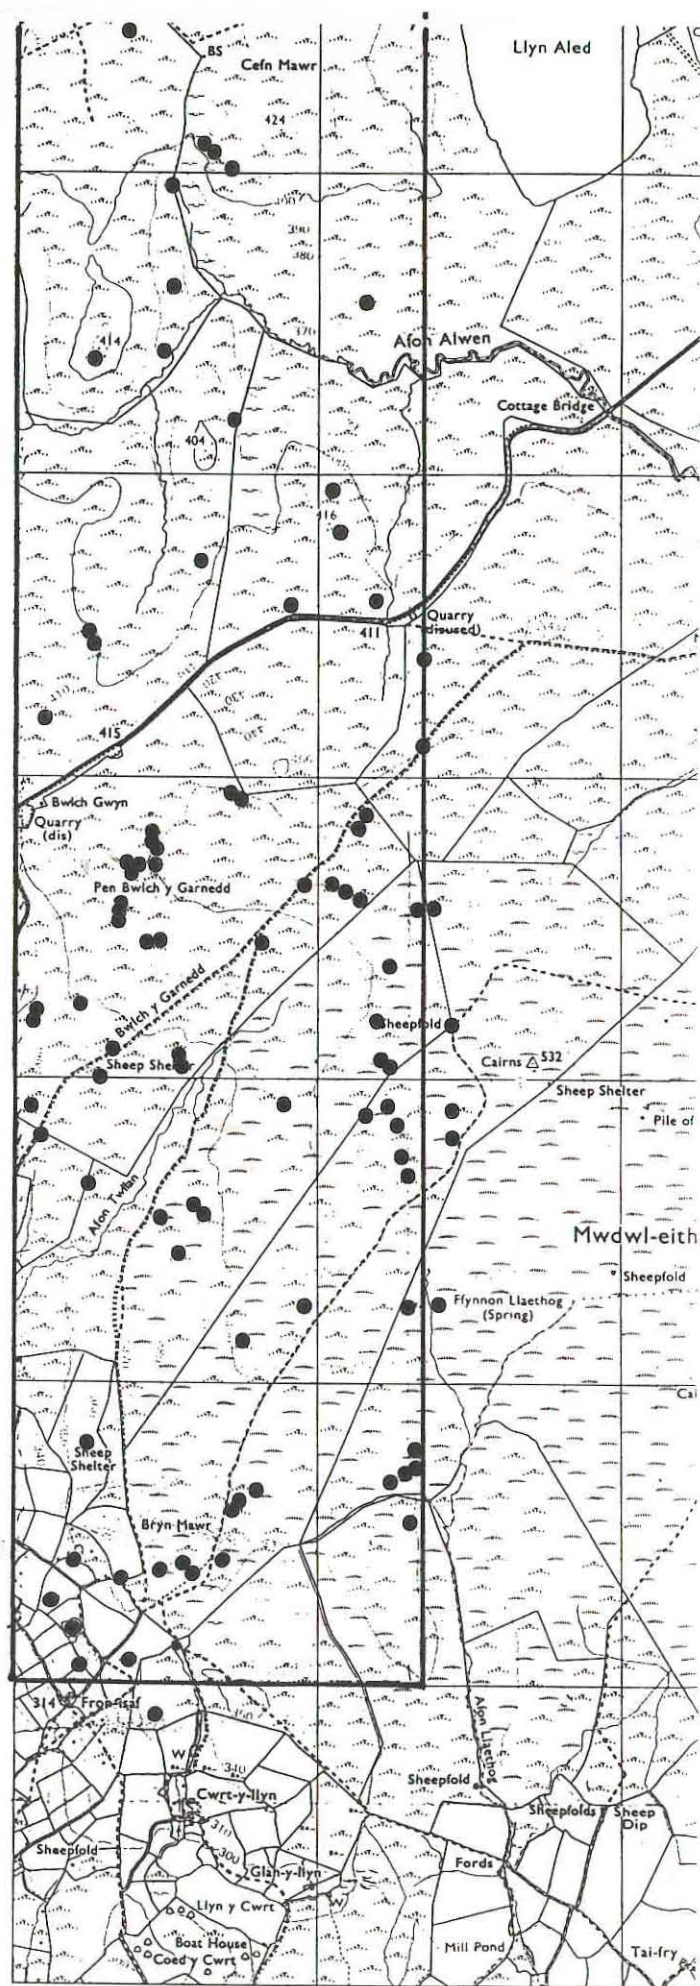 Llyn Aled
BS
Cefn Mawr
424
390
380
370
414
Afon Alwen
Cottage Bridge
404
416
Quarry
(disused)
411
410
415
Bwlch Gwyn
Quarry
(dis)
Pen Bwlch y Garnedd
Bwlch y Garnedd
Sheepfold
Sheep Shelter
Cairns 532
Sheep Shelter
Pile of
Afon Twllan
Mwdwl-eith
Sheepfold
Ffynnon Llaethog
(Spring)
Cai
Sheep
Shelter
Bryn Mawr
314
Fron-isaf
W
340
Afon Llaethog
Cwrt-y-llyn
310
300
Sheepfold
Sheepfolds
Sheep
Dip
Sheepfold
Glan-y-llyn
W
Fords
Llyn y Cwrt
Boat House
Coed y Cwrt
Mill Pond
Tai-fry